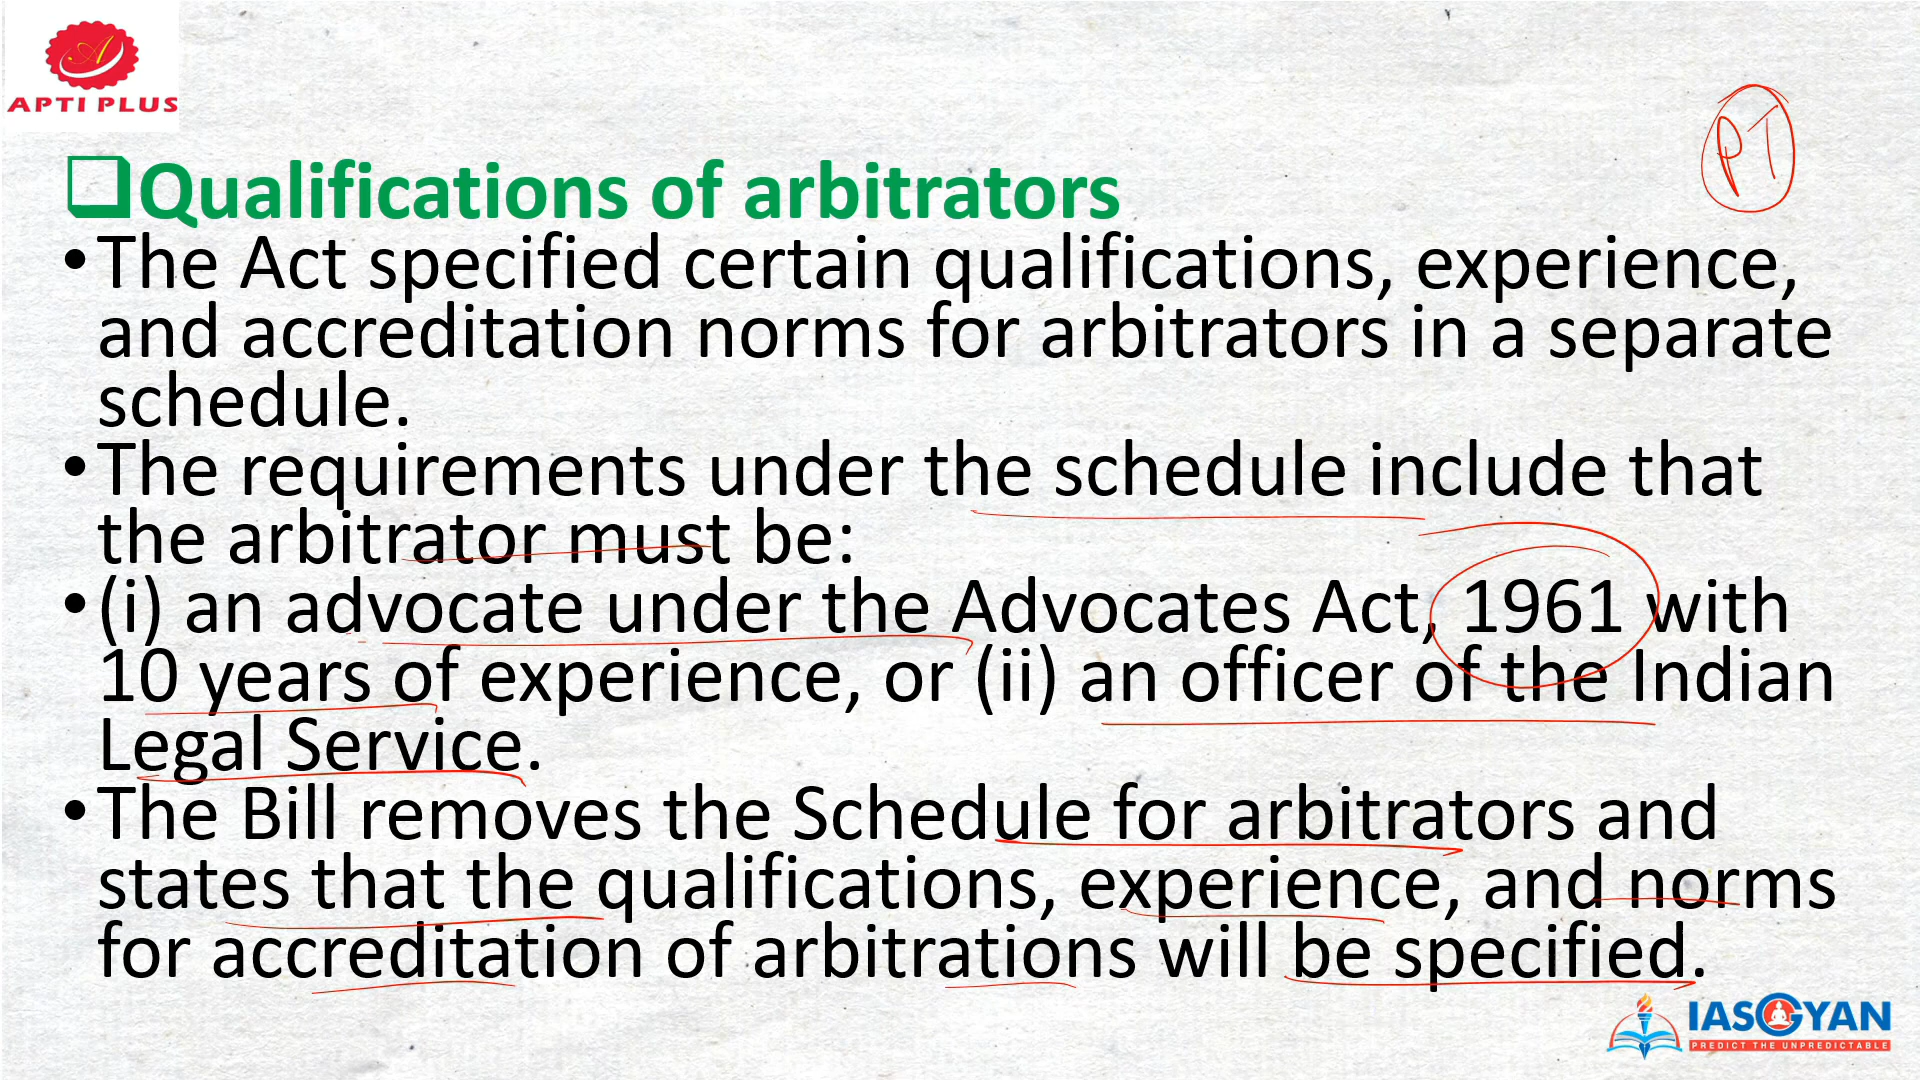 APTI PLUS
PT
Qualifications of arbitrators
•The Act specified certain qualifications, experience,
and accreditation norms for arbitrators in a separate
schedule.
•The requirements under the schedule include that
the arbitrator must be:
•(i) an advocate under the Advocates Act, 1961 with
10 years of experience, or (ii) an officer of the Indian
Legal Service.
•The Bill removes the Schedule for arbitrators and
states that the qualifications, experience, and norms
for accreditation of arbitrations will be specified.
IASGYAN
PREDICT THE UNPREDICTABLE